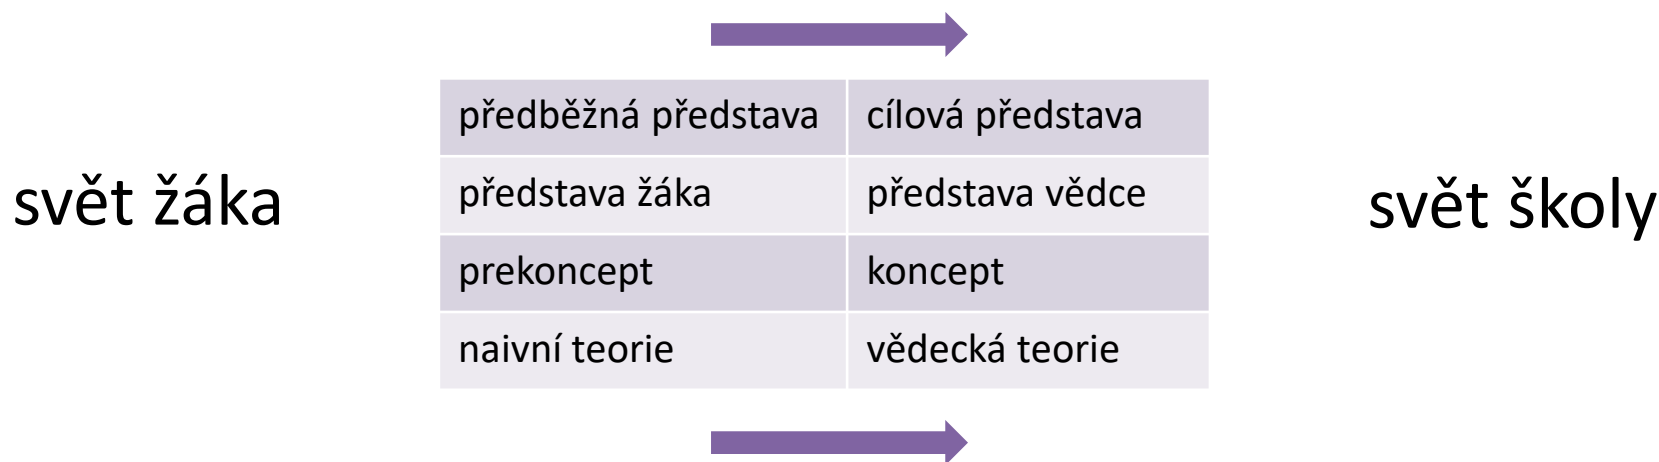 svět žáka
předběžná představa
cílová představa
představa žáka
představa vědce
prekoncept
koncept
naivní teorie
vědecká teorie
svět školy